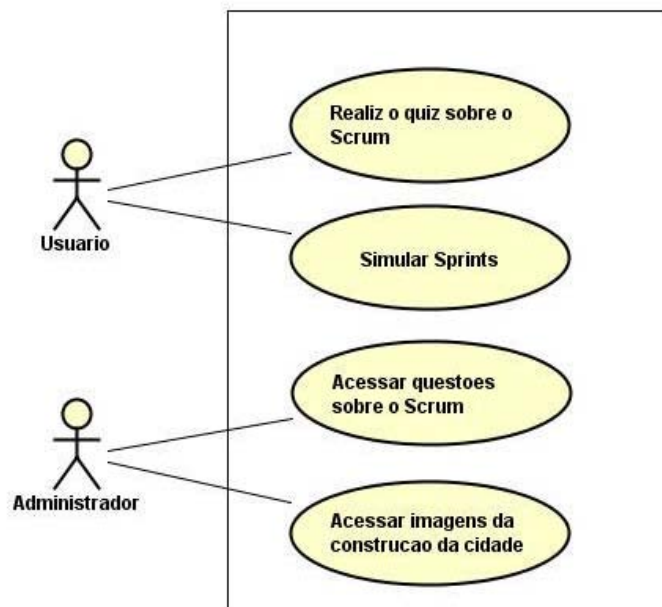 Realiz o quiz sobre o
Scrum
Usuario
Simular Sprints
Acessar questoes
sobre o Scrum
Administrador
Acessar imagens da
construcao da cidade